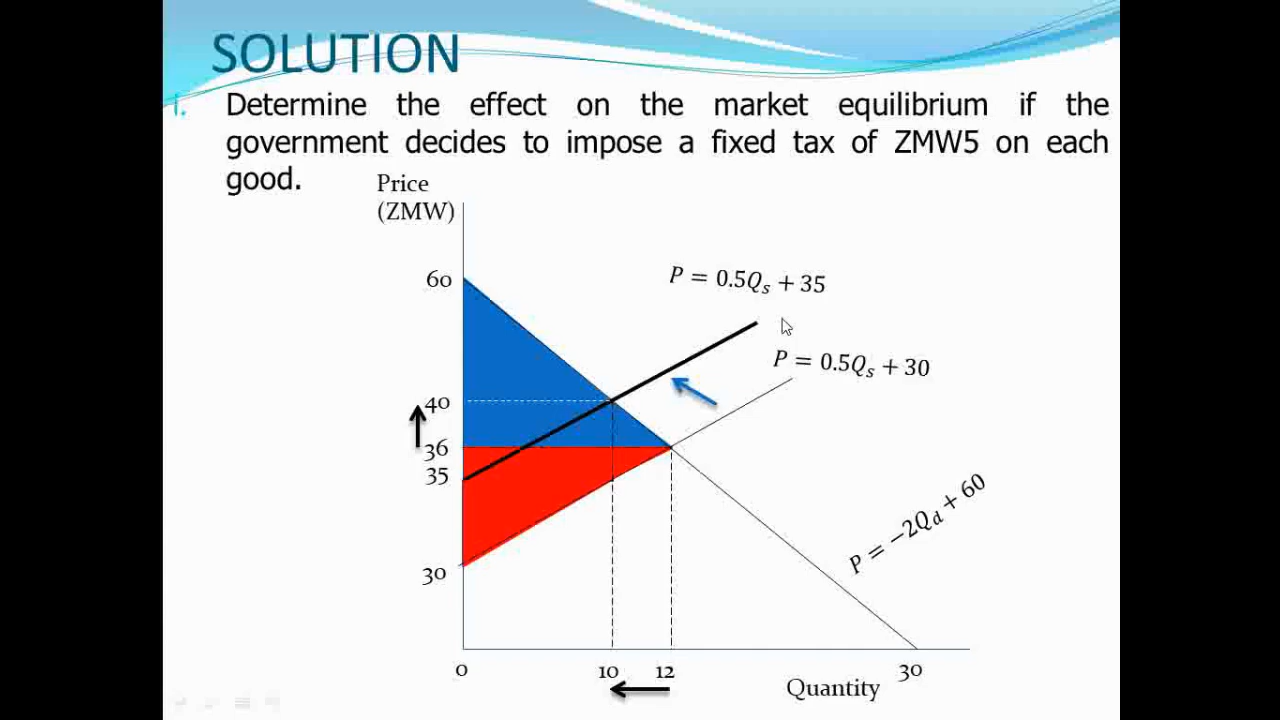 SOLUTION
i. Determine the effect on the market equilibrium if the
government decides to impose a fixed tax of ZMW5 on each
good.
Price
(ZMW)
60
P = 0.5Qₛ + 35
P = 0.5Qₛ + 30
40
36
35
P = −2Q_d + 60
30
0
10
12
30
Quantity